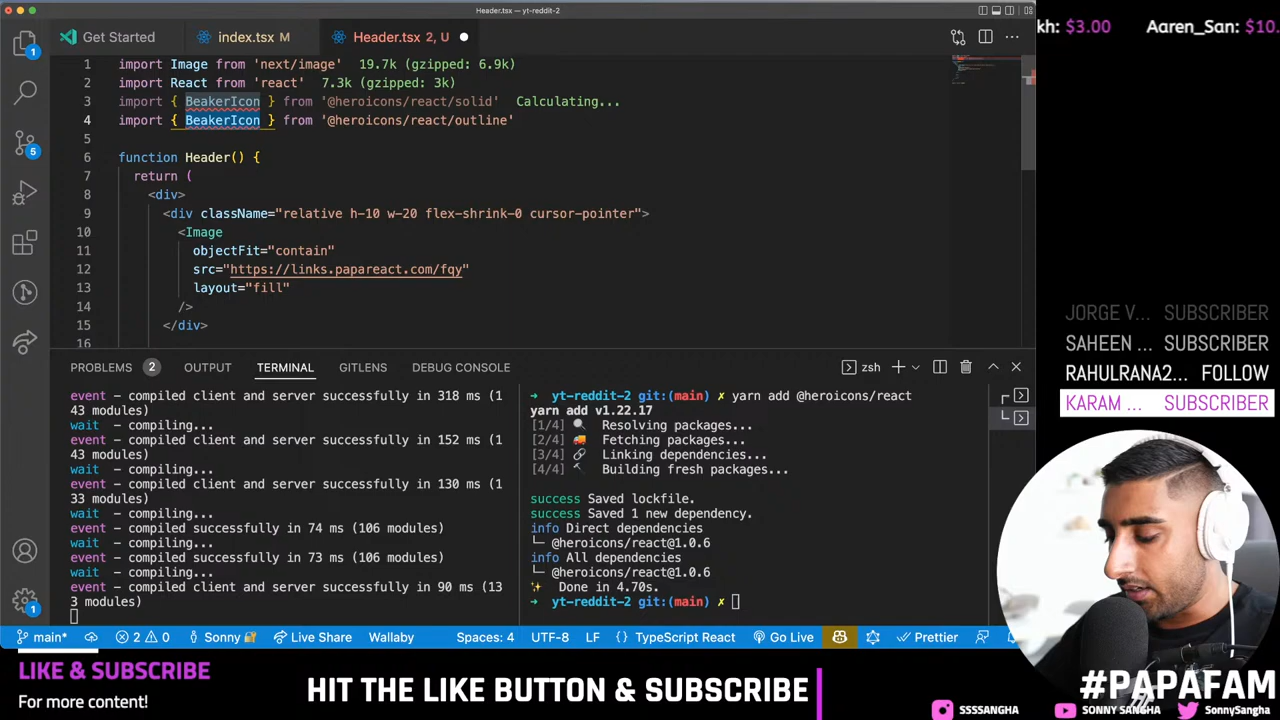 Header.tsx — yt-reddit-2
kh: $3.00 Aaren_San: $10.
Get Started index.tsx M Header.tsx 2, U
1 import Image from 'next/image' 19.7k (gzipped: 6.9k)
2 import React from 'react' 7.3k (gzipped: 3k)
3 import { BeakerIcon } from '@heroicons/react/solid' Calculating...
4 import { BeakerIcon } from '@heroicons/react/outline'
5
6 function Header() {
7 return (
8 <div>
9 <div className="relative h-10 w-20 flex-shrink-0 cursor-pointer">
10 <Image
11 objectFit="contain"
12 src="https://links.papareact.com/fqy"
13 layout="fill"
14 />
15 </div>
16
1
5
1
PROBLEMS 2 OUTPUT TERMINAL GITLENS DEBUG CONSOLE zsh
event - compiled client and server successfully in 318 ms (1
43 modules)
wait - compiling...
event - compiled client and server successfully in 152 ms (1
43 modules)
wait - compiling...
event - compiled client and server successfully in 130 ms (1
33 modules)
wait - compiling...
event - compiled successfully in 74 ms (106 modules)
wait - compiling...
event - compiled successfully in 73 ms (106 modules)
wait - compiling...
event - compiled client and server successfully in 90 ms (13
3 modules)
➜ yt-reddit-2 git:(main) ✗ yarn add @heroicons/react
yarn add v1.22.17
[1/4] 🔍 Resolving packages...
[2/4] 🚚 Fetching packages...
[3/4] 🔗 Linking dependencies...
[4/4] 🔨 Building fresh packages...
success Saved lockfile.
success Saved 1 new dependency.
info Direct dependencies
└─ @heroicons/react@1.0.6
info All dependencies
└─ @heroicons/react@1.0.6
✨ Done in 4.70s.
➜ yt-reddit-2 git:(main) ✗
main* 2 0 Sonny Live Share Wallaby Spaces: 4 UTF-8 LF {} TypeScript React Go Live Prettier
JORGE V... SUBSCRIBER
SAHEEN ... SUBSCRIBER
RAHULRANA2... FOLLOW
KARAM ... SUBSCRIBER
LIKE & SUBSCRIBE
For more content!
HIT THE LIKE BUTTON & SUBSCRIBE
#PAPAFAM
SSSSANGHA SONNY SANGHA SONNYSANGHA